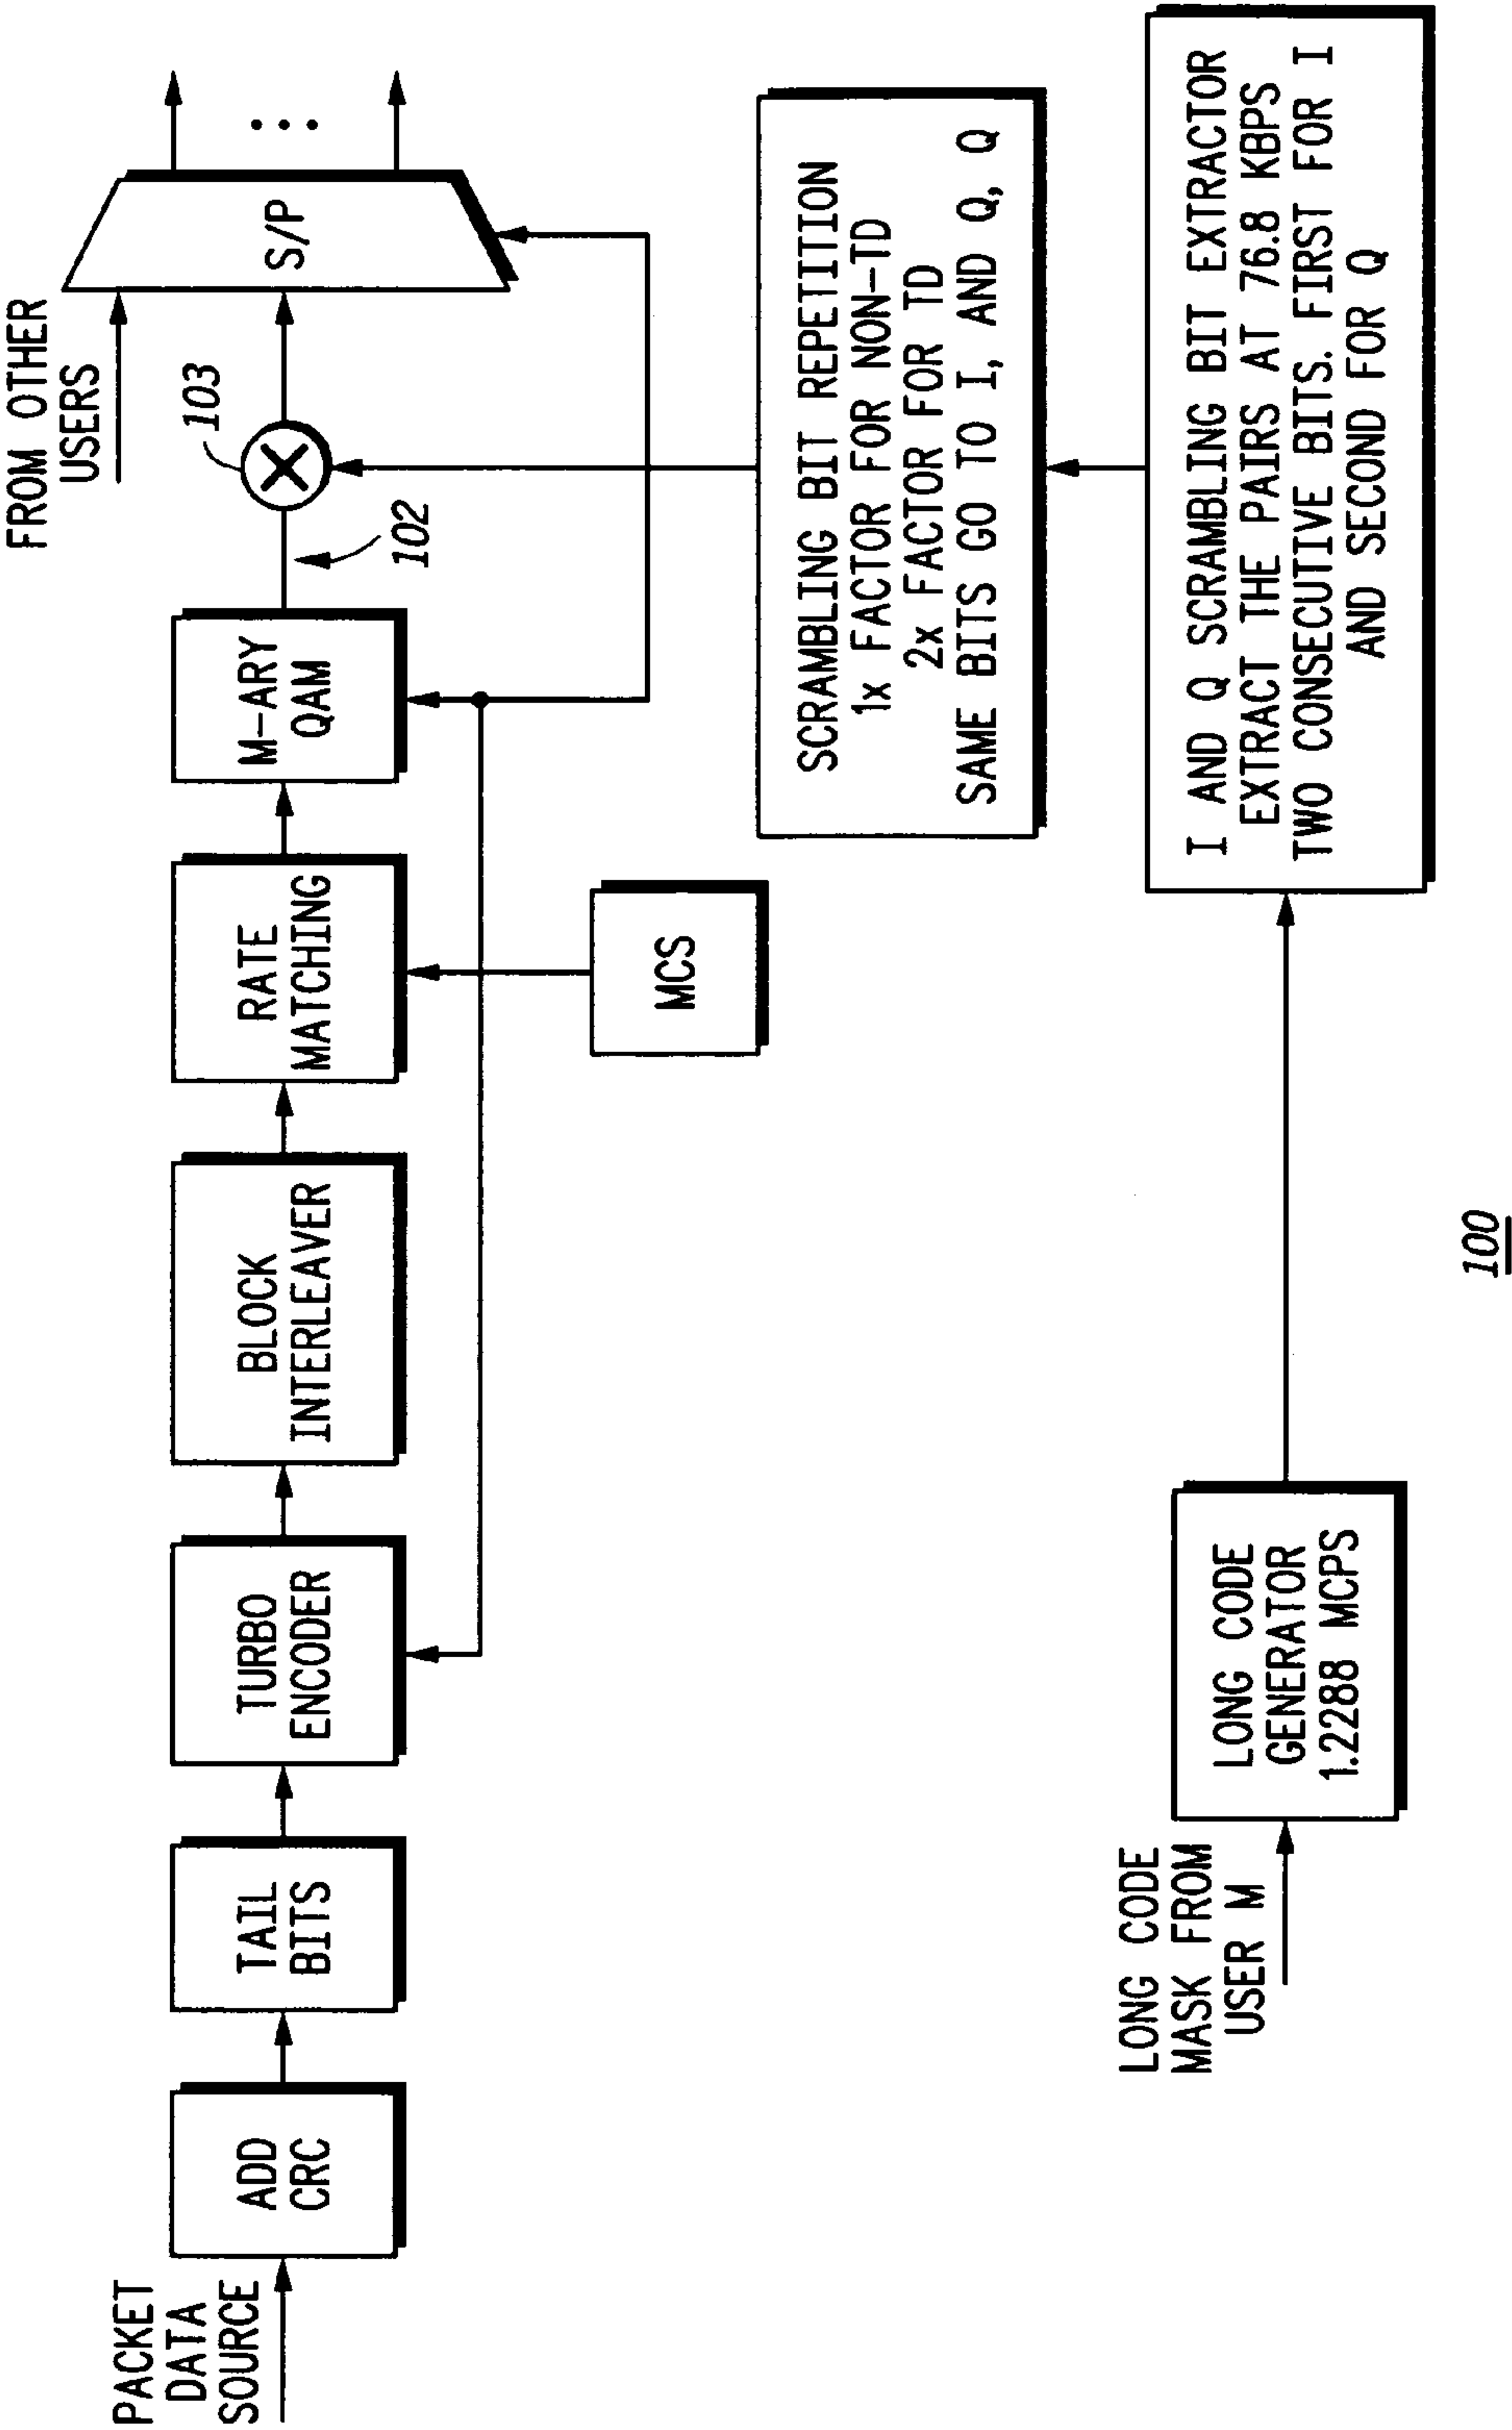 PACKET
DATA
SOURCE
ADD
CRC
TAIL
BITS
TURBO
ENCODER
BLOCK
INTERLEAVER
RATE
MATCHING
M-ARY
QAM
102
103
FROM OTHER
USERS
S/P
MCS
SCRAMBLING BIT REPETITION
1x FACTOR FOR NON-TD
2x FACTOR FOR TD
SAME BITS GO TO I, AND Q, Q
LONG CODE
MASK FROM
USER M
LONG CODE
GENERATOR
1.2288 MCPS
I AND Q SCRAMBLING BIT EXTRACTOR
EXTRACT THE PAIRS AT 76.8 KBPS
TWO CONSECUTIVE BITS. FIRST FOR I
AND SECOND FOR Q
100